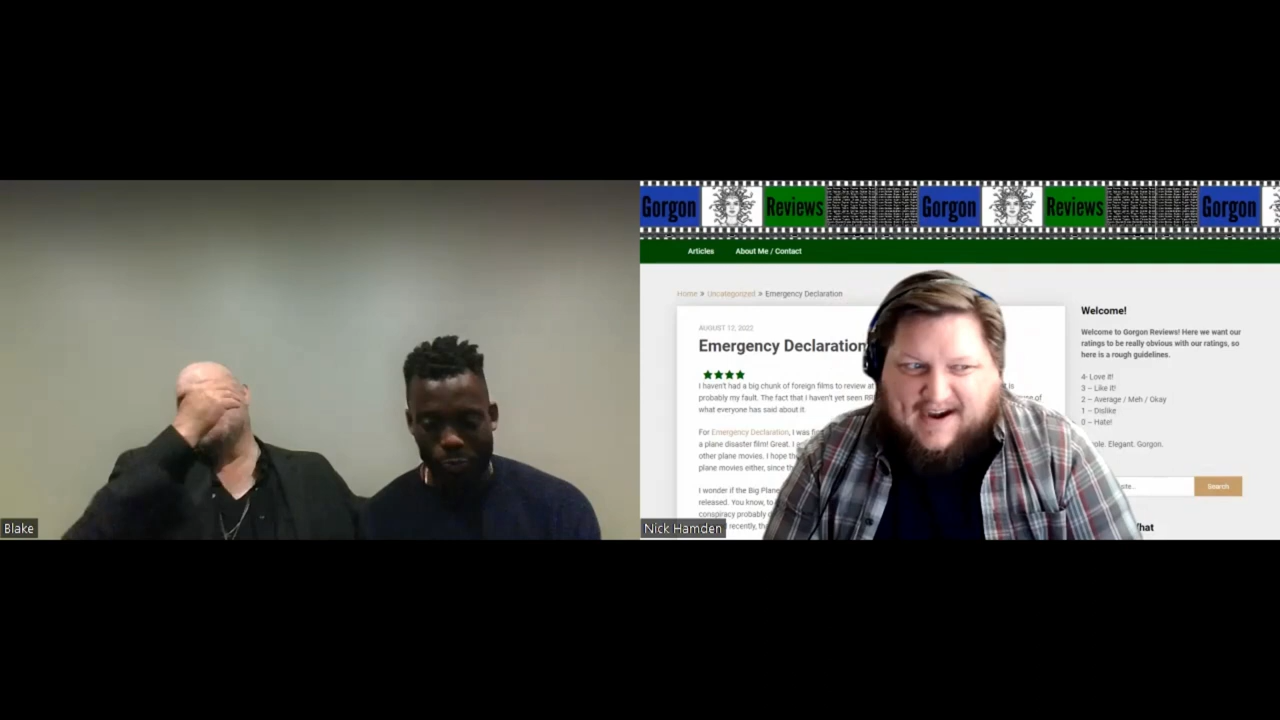 Gorgon Reviews Gorgon Reviews Gorgon
Articles About Me / Contact
Home » Uncategorized » Emergency Declaration
AUGUST 17, 2022
Emergency Declaration
I haven't had a big chunk of foreign films to review at
probably my fault. The fact that I haven't yet seen
what everyone has said about it.
For Emergency Declaration, I was
a plane disaster film! Great. I
other plane movies. I hope
plane movies either, since
I wonder if the Big Plane
released. You know,
conspiracy probably
recently,
Welcome!
Welcome to Gorgon Reviews! Here we want our
ratings to be really obvious with our ratings, so
here is a rough guidelines.
4- Love it!
3 – Like it!
2 – Average / Meh / Okay
1 – Dislike
0 – Hate!
Elegant. Gorgon.
Search
Blake
Nick Hamden